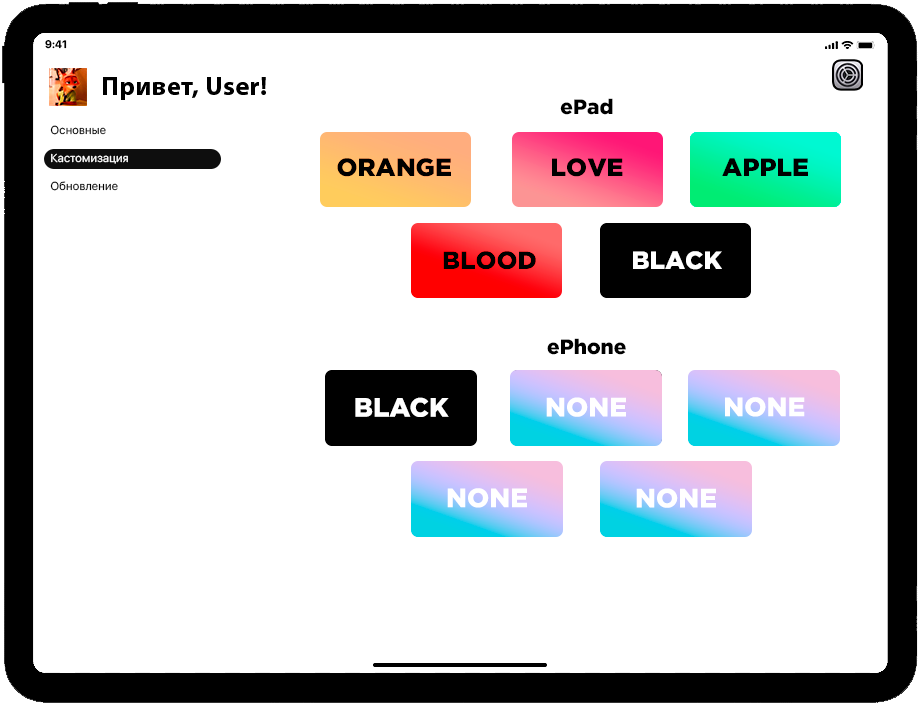 9:41
Привет, User!
Основные
Кастомизация
Обновление
ePad
ORANGE
LOVE
APPLE
BLOOD
BLACK
ePhone
BLACK
NONE
NONE
NONE
NONE